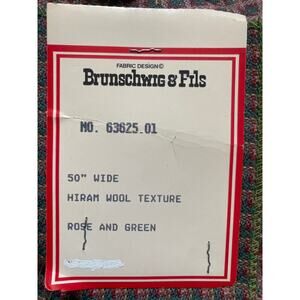 FABRIC DESIGN©
Brunschwig & Fils
NO. 63625.01
50" WIDE
HIRAM WOOL TEXTURE
ROSE AND GREEN